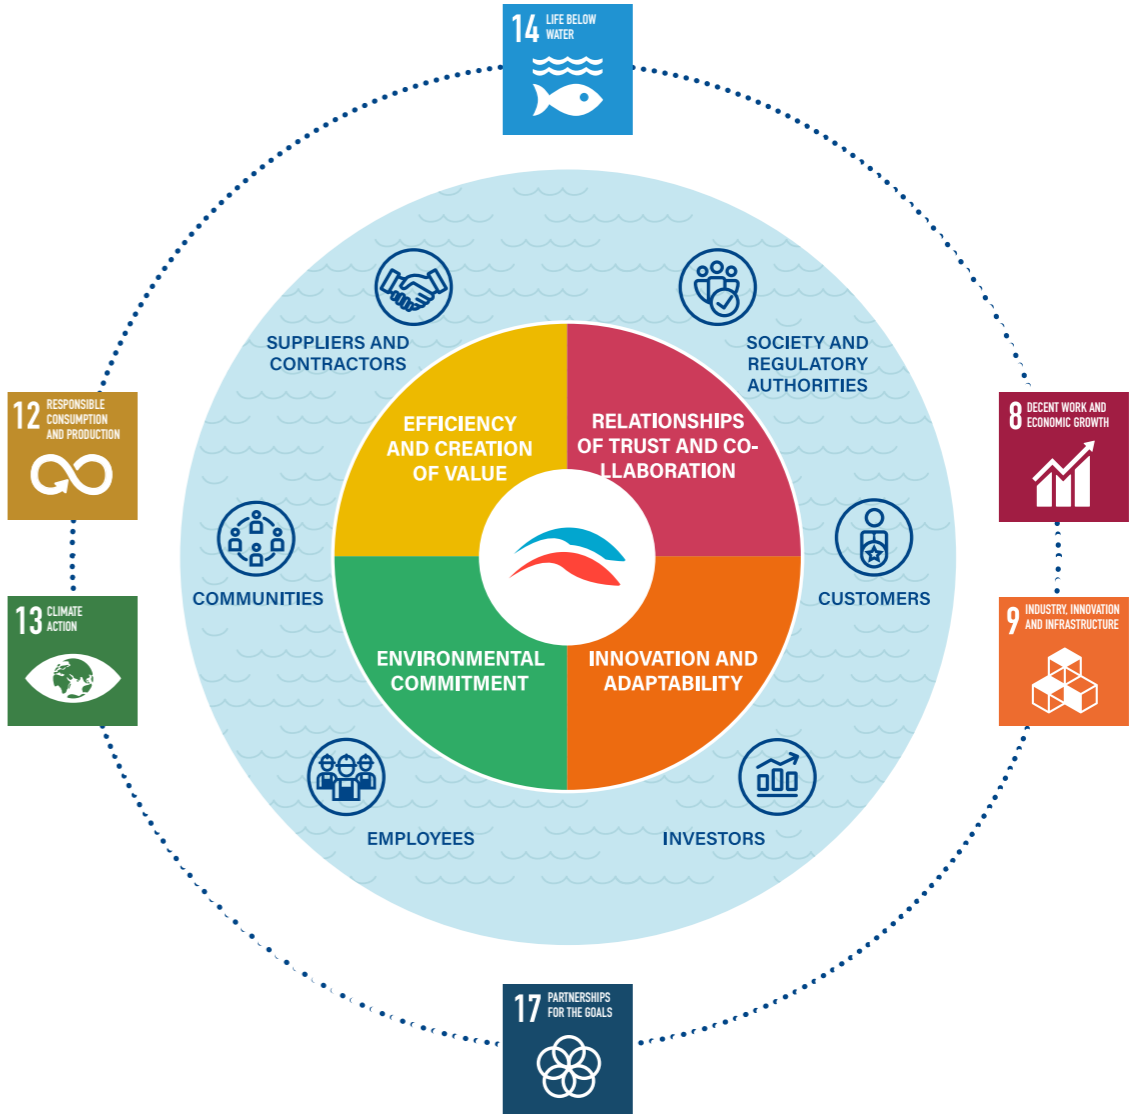 14 LIFE BELOW
WATER
SUPPLIERS AND
CONTRACTORS
SOCIETY AND
REGULATORY
AUTHORITIES
12 RESPONSIBLE
CONSUMPTION
AND PRODUCTION
EFFICIENCY
AND CREATION
OF VALUE
RELATIONSHIPS
OF TRUST AND CO-
LLABORATION
8 DECENT WORK AND
ECONOMIC GROWTH
COMMUNITIES
CUSTOMERS
13 CLIMATE
ACTION
ENVIRONMENTAL
COMMITMENT
INNOVATION AND
ADAPTABILITY
9 INDUSTRY, INNOVATION
AND INFRASTRUCTURE
EMPLOYEES
INVESTORS
17 PARTNERSHIPS
FOR THE GOALS